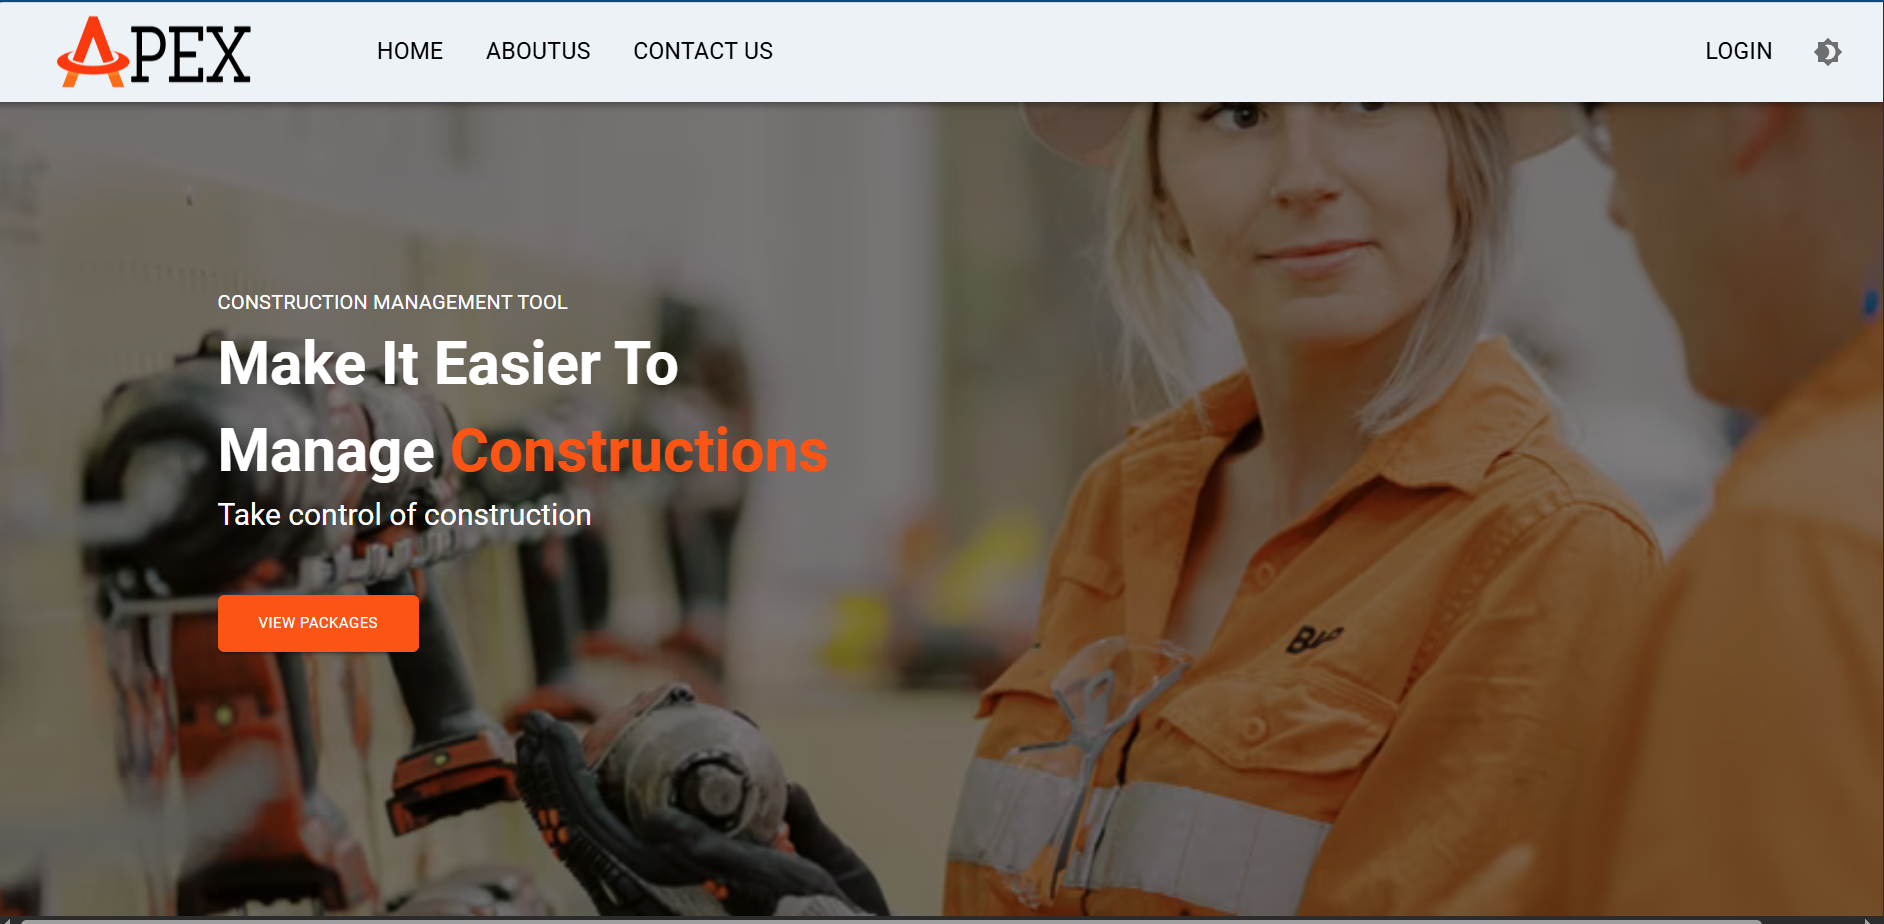 APEX
HOME ABOUTUS CONTACT US LOGIN
CONSTRUCTION MANAGEMENT TOOL
Make It Easier To
Manage Constructions
Take control of construction
VIEW PACKAGES